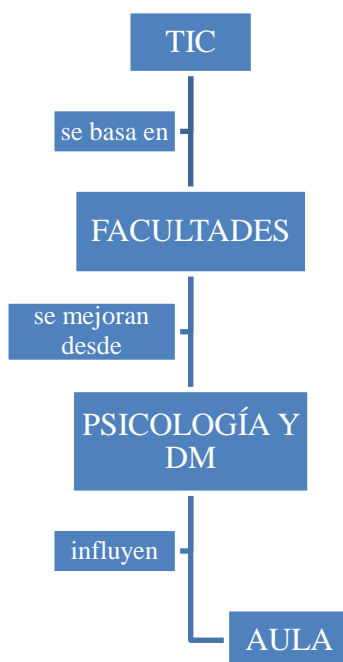 TIC
se basa en
FACULTADES
se mejoran
desde
PSICOLOGÍA Y
DM
influyen
AULA